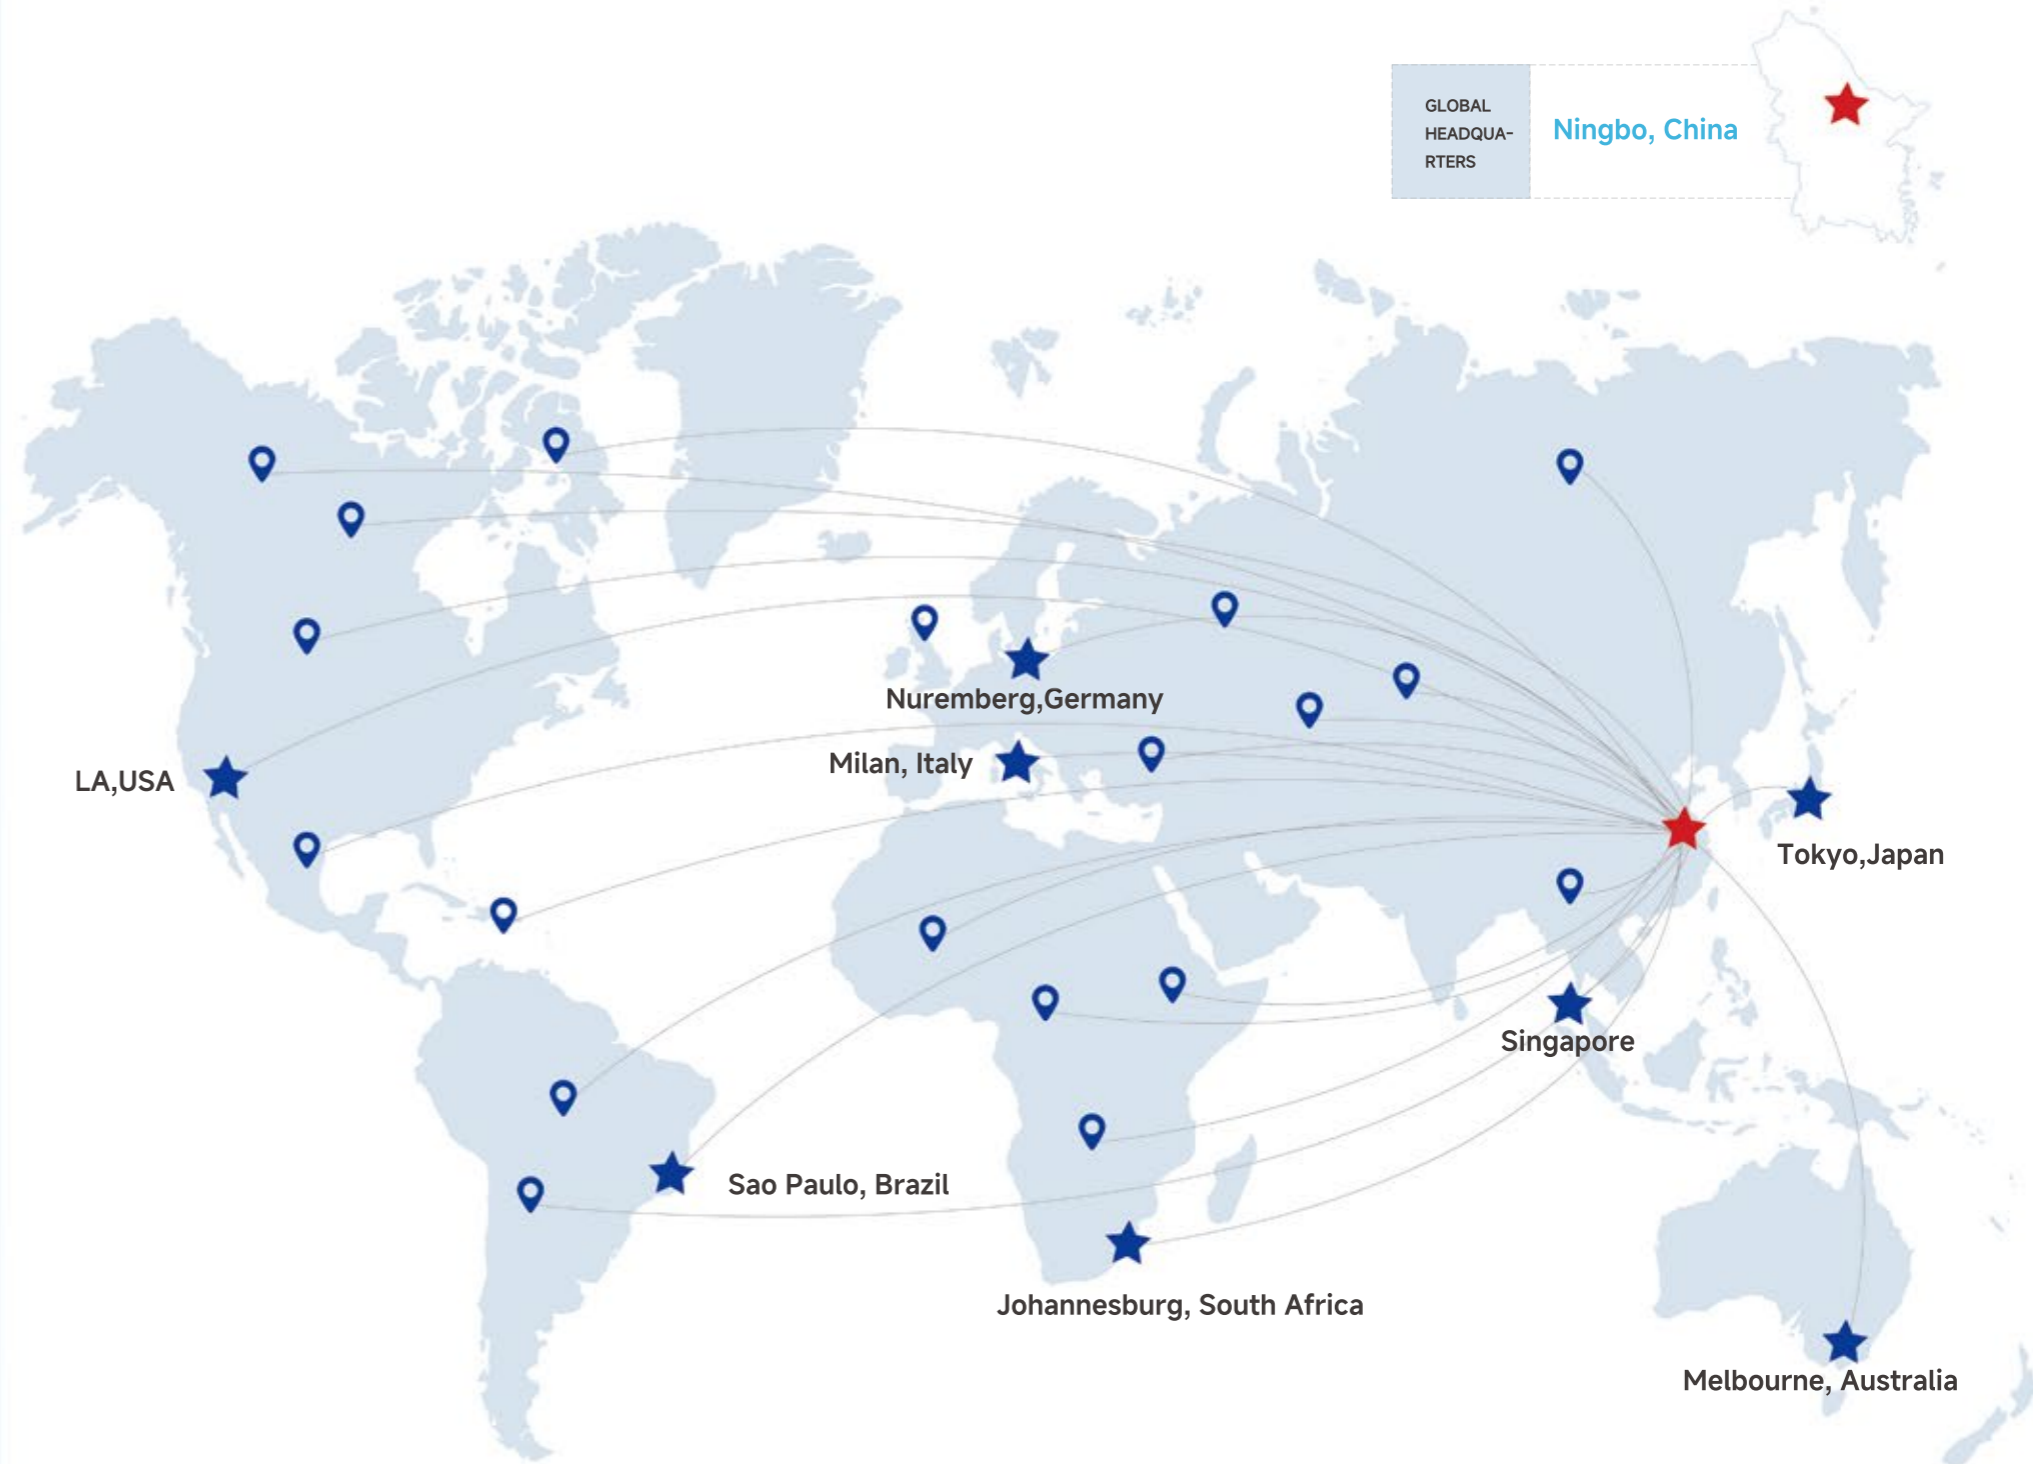 GLOBAL
HEADQUA-
RTERS
Ningbo, China
Nuremberg,Germany
Milan, Italy
LA,USA
Tokyo,Japan
Singapore
Sao Paulo, Brazil
Johannesburg, South Africa
Melbourne, Australia